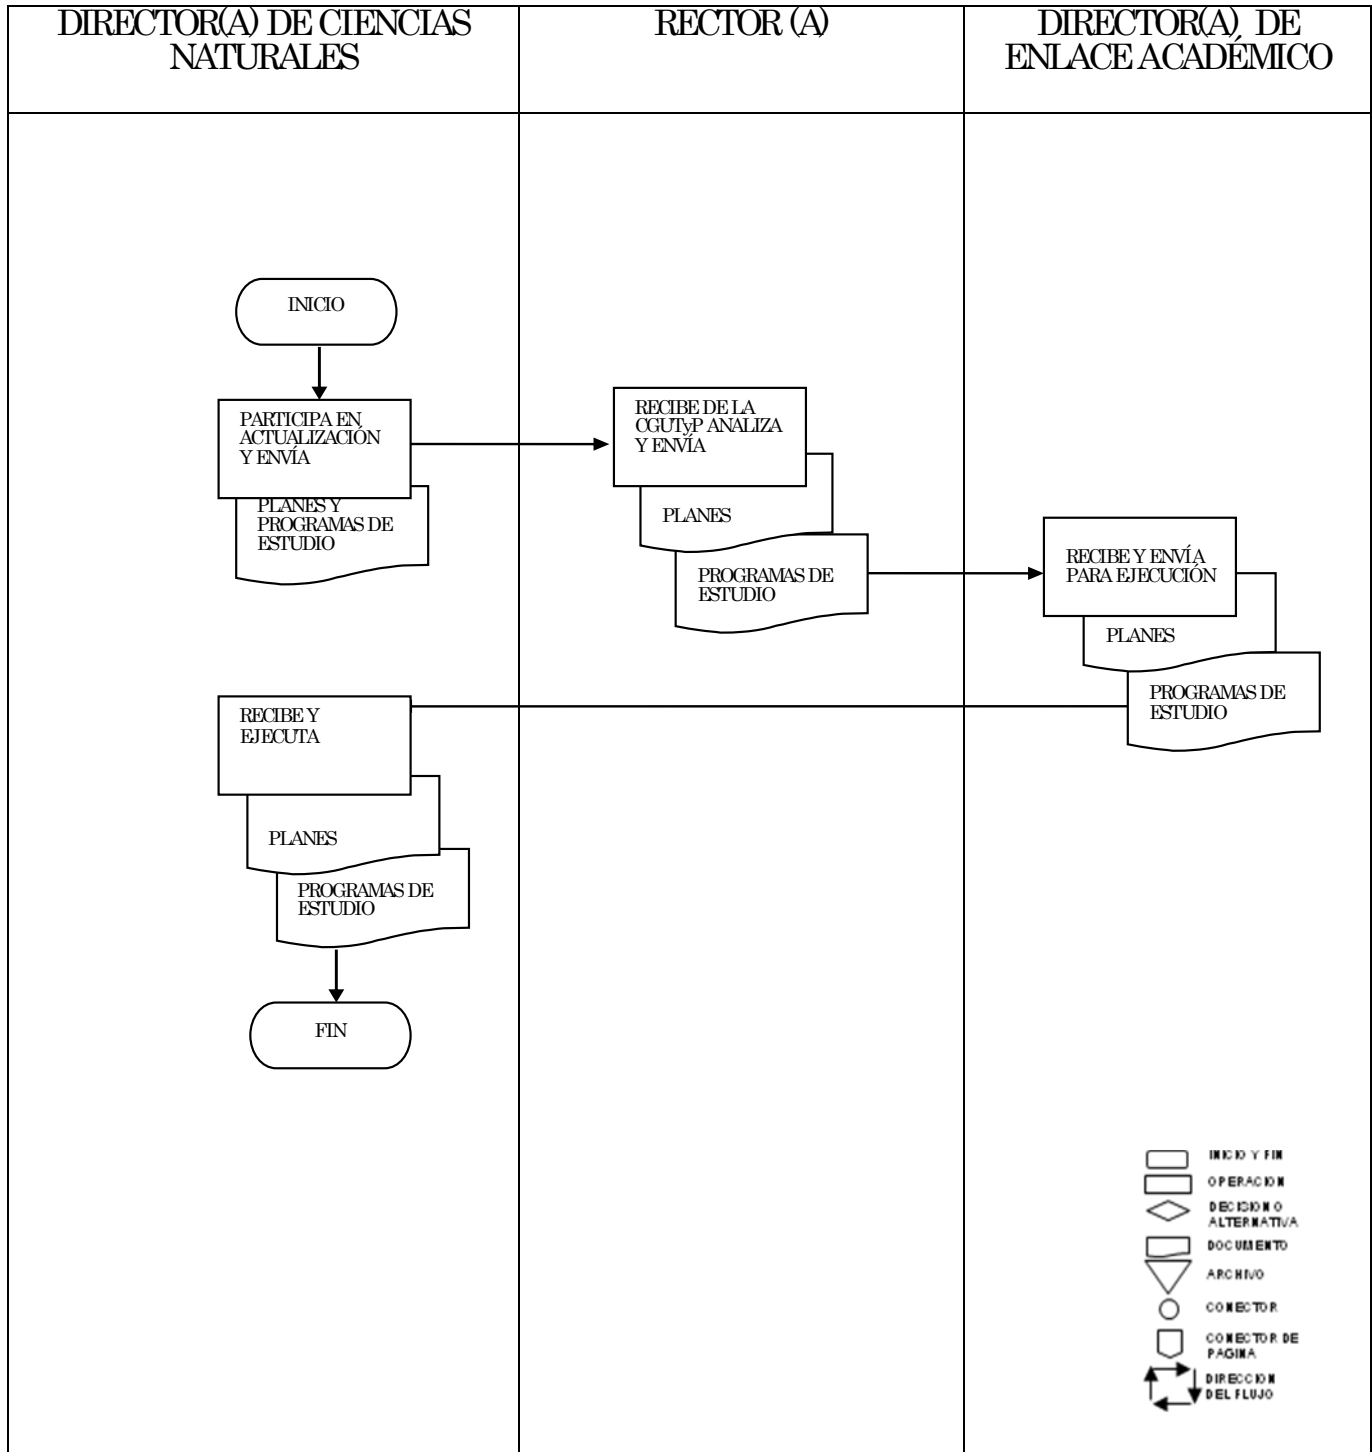 DIRECTOR(A) DE CIENCIAS
NATURALES
RECTOR (A)
DIRECTOR(A) DE
ENLACE ACADÉMICO
INICIO
PARTICIPA EN
ACTUALIZACIÓN
Y ENVÍA
PLANES Y
PROGRAMAS DE
ESTUDIO
RECIBE DE LA
CGUTyP ANALIZA
Y ENVÍA
PLANES
PROGRAMAS DE
ESTUDIO
RECIBE Y ENVÍA
PARA EJECUCIÓN
PLANES
PROGRAMAS DE
ESTUDIO
RECIBE Y
EJECUTA
PLANES
PROGRAMAS DE
ESTUDIO
FIN
INICIO Y FIN
OPERACION
DECISION O
ALTERNATIVA
DOCUMENTO
ARCHIVO
CONECTOR
CONECTOR DE
PAGINA
DIRECCION
DEL FLUJO